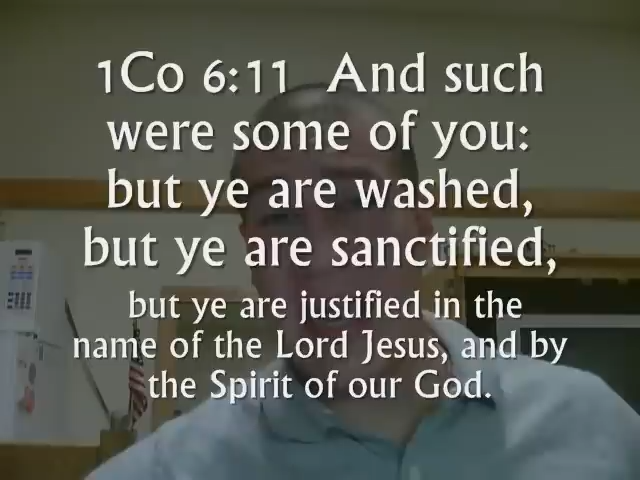 1Co 6:11 And such
were some of you:
but ye are washed,
but ye are sanctified,
but ye are justified in the
name of the Lord Jesus, and by
the Spirit of our God.